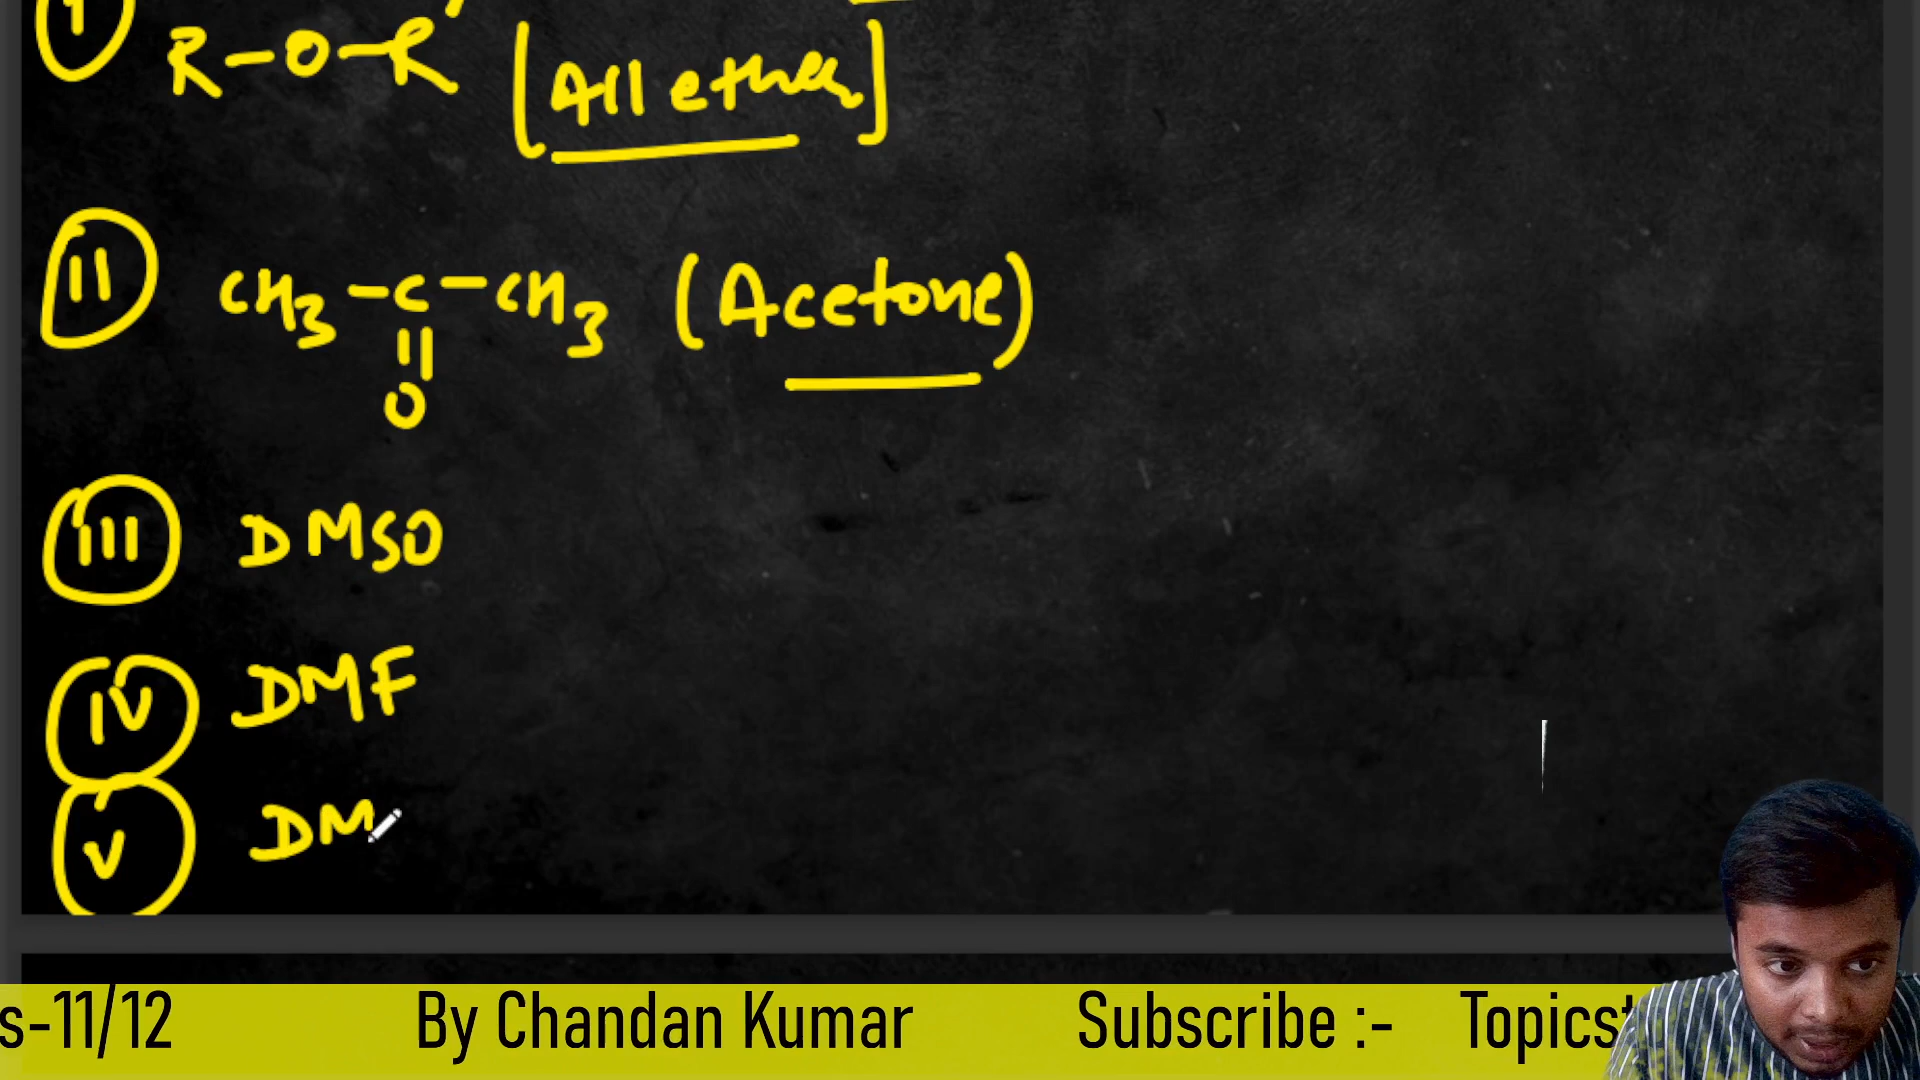 I R-O-R' [All ether]
II CH3-C-CH3 (Acetone)
||
O
III DMSO
IV DMF
V DM
s-11/12 By Chandan Kumar Subscribe :- Topics